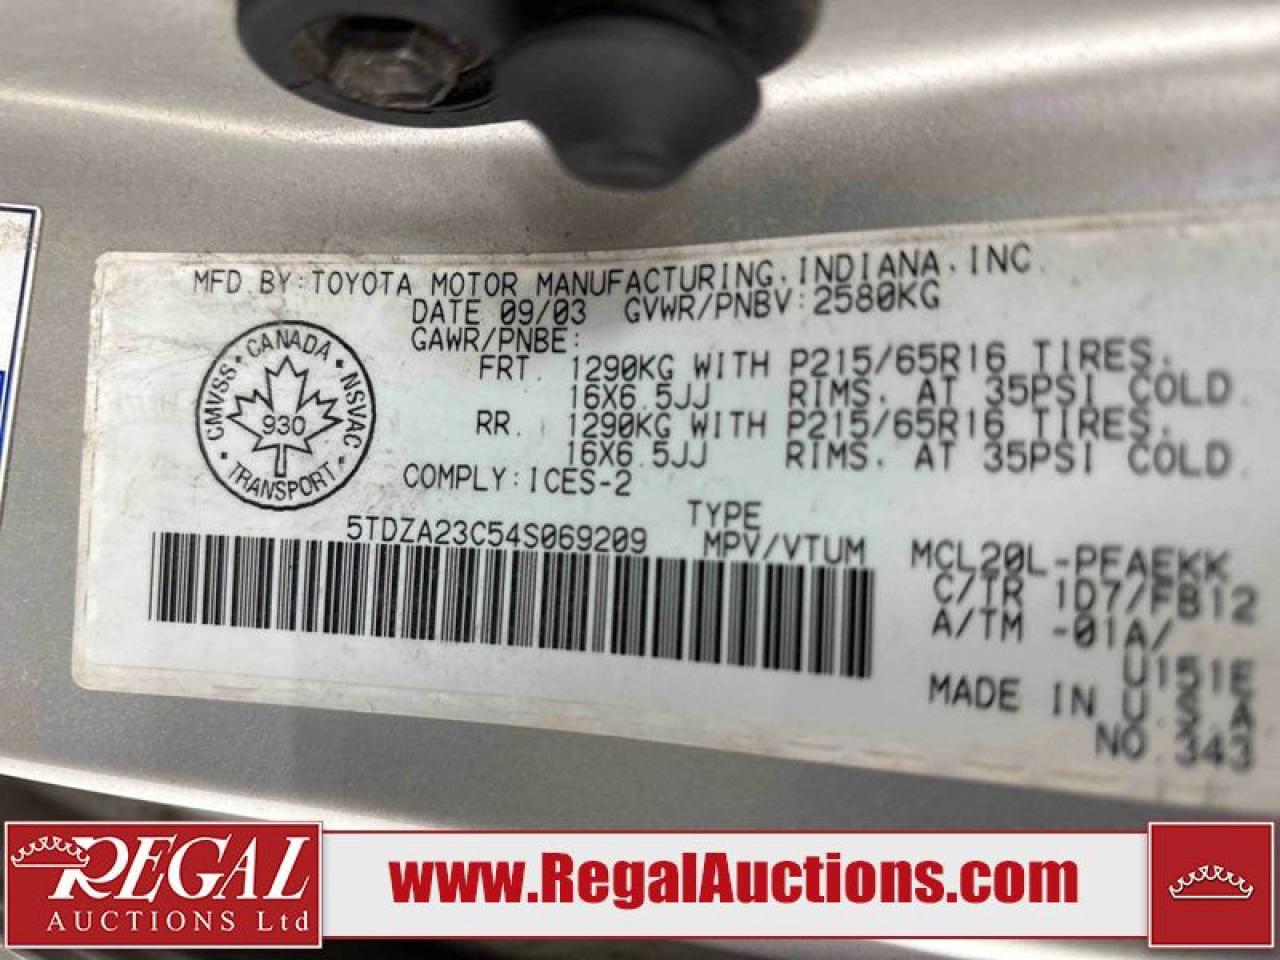 MFD BY: TOYOTA MOTOR MANUFACTURING, INDIANA, INC.
DATE 09/03 GVWR/PNBV: 2580KG
GAWR/PNBE:
FRT. 1290KG WITH P215/65R16 TIRES,
16X6.5JJ RIMS, AT 35PSI COLD.
RR. 1290KG WITH P215/65R16 TIRES,
16X6.5JJ RIMS, AT 35PSI COLD.
COMPLY: ICES-2
CMVSS · CANADA · NSVAC · TRANSPORT ·
930
5TDZA23C54S069209
TYPE
MPV/VTUM
MCL20L-PFAEKK
C/TR 1D7/FB12
A/TM -01A/
U151E
MADE IN U.S.A
NO. 343
REGAL
AUCTIONS Ltd
www.RegalAuctions.com